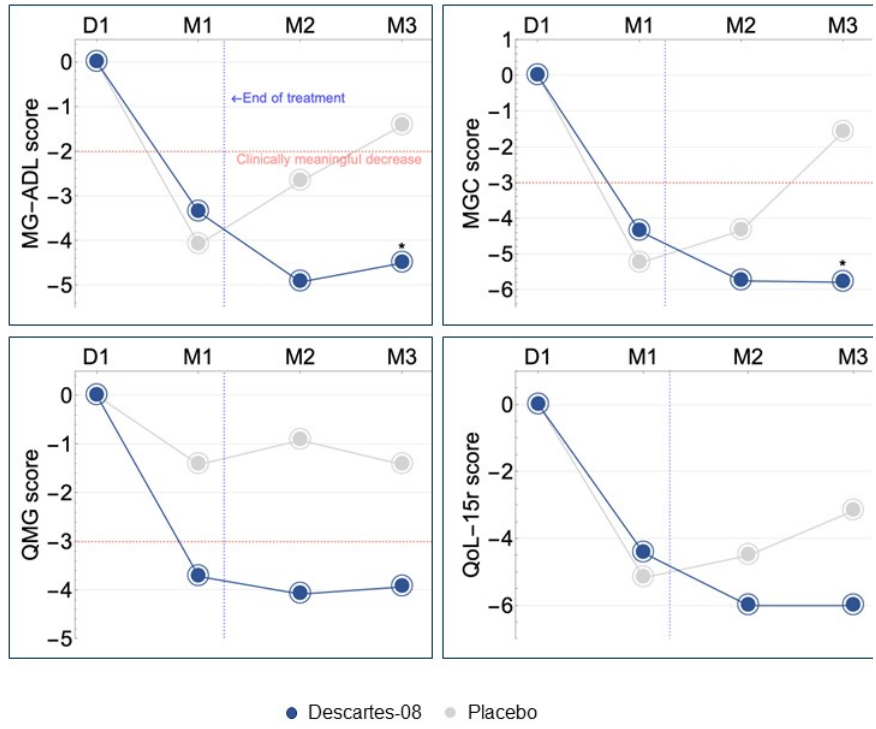 D1 M1 M2 M3
0
−1
−2
−3
−4
−5
MG−ADL score
←End of treatment
Clinically meaningful decrease
*
D1 M1 M2 M3
1
0
−1
−2
−3
−4
−5
−6
MGC score
*
D1 M1 M2 M3
0
−1
−2
−3
−4
−5
QMG score
D1 M1 M2 M3
0
−2
−4
−6
QoL−15r score
Descartes-08 Placebo